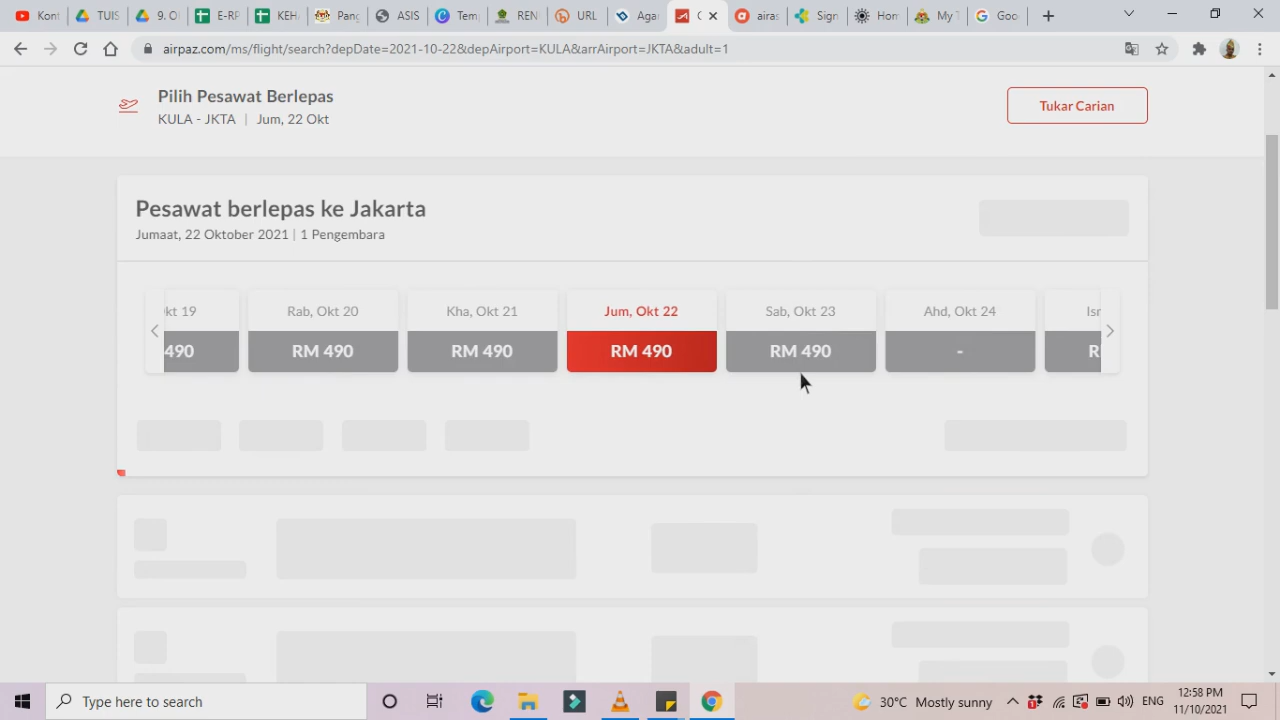 Kont
TUIS
9. O
E-RP
KEHA
Pang
ASIS
Temp
REN
URL
Agar
C
airas
Sign
Hom
My T
Goo
airpaz.com/ms/flight/search?depDate=2021-10-22&depAirport=KULA&arrAirport=JKTA&adult=1
Pilih Pesawat Berlepas
KULA - JKTA | Jum, 22 Okt
Tukar Carian
Pesawat berlepas ke Jakarta
Jumaat, 22 Oktober 2021 | 1 Pengembara
kt 19
Rab, Okt 20
Kha, Okt 21
Jum, Okt 22
Sab, Okt 23
Ahd, Okt 24
Isn
490
RM 490
RM 490
RM 490
RM 490
-
R
Type here to search
30°C Mostly sunny
ENG
12:58 PM
11/10/2021